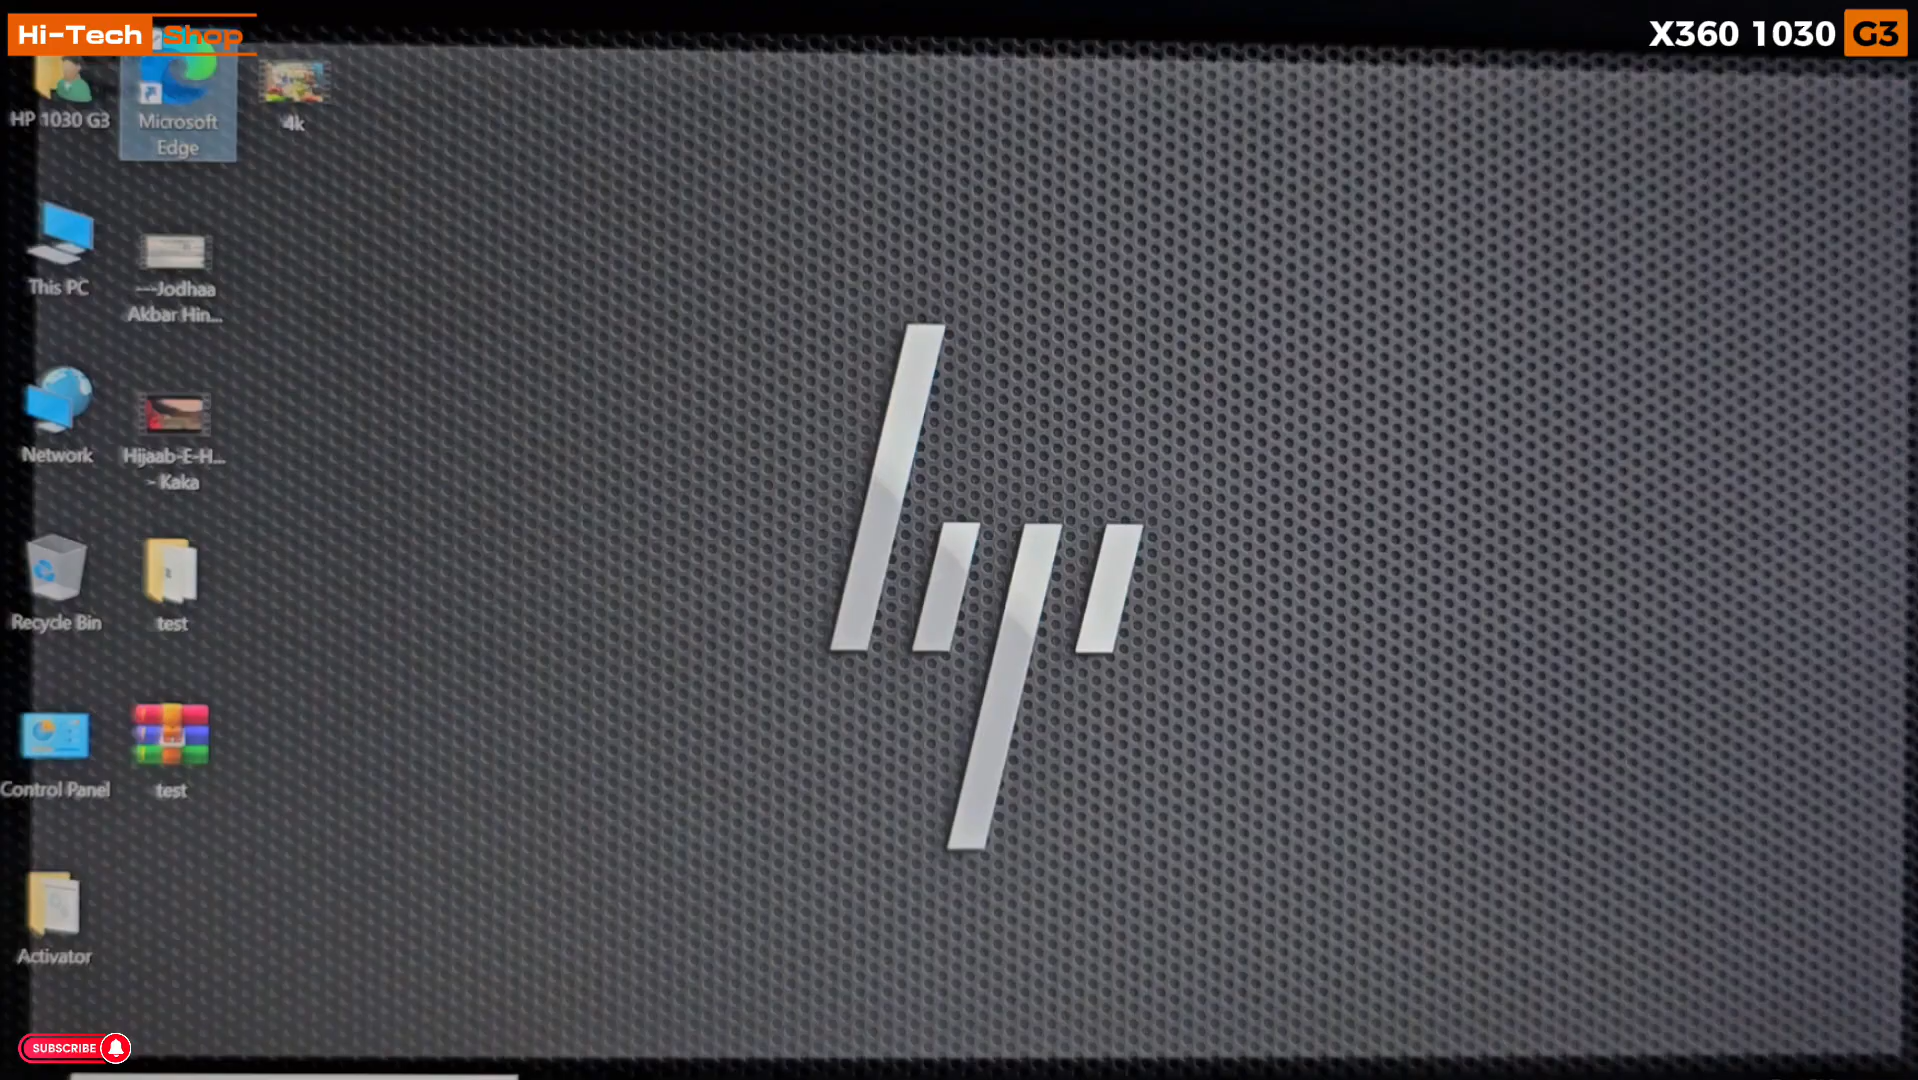 Hi-Tech Shop
X360 1030 G3
HP 1030 G3
Microsoft
Edge
4k
This PC
---Jodhaa
Akbar Hin...
Network
Hijaab-E-H...
- Kaka
Recycle Bin
test
Control Panel
test
Activator
SUBSCRIBE
hp